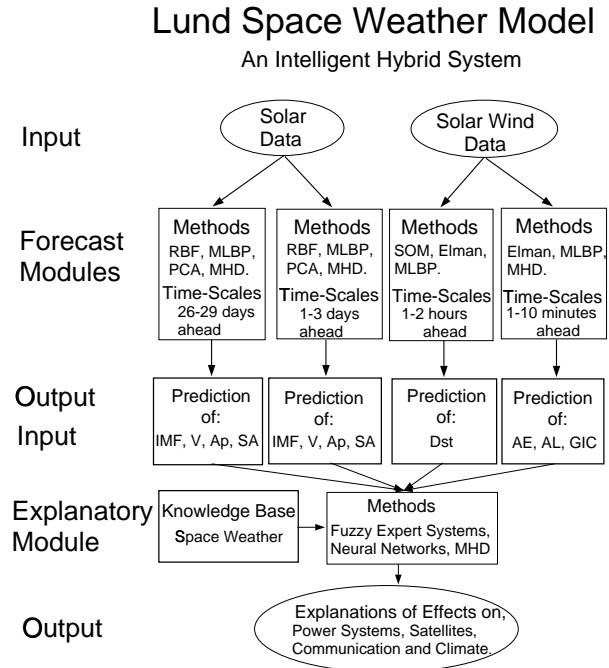 Lund Space Weather Model
An Intelligent Hybrid System
Input
Solar
Data
Solar Wind
Data
Forecast
Modules
Methods
RBF, MLBP,
PCA, MHD.
Time-Scales
26-29 days
ahead
Methods
RBF, MLBP,
PCA, MHD.
Time-Scales
1-3 days
ahead
Methods
SOM, Elman,
MLBP.
Time-Scales
1-2 hours
ahead
Methods
Elman, MLBP,
MHD.
Time-Scales
1-10 minutes
ahead
Output
Input
Prediction
of:
IMF, V, Ap, SA
Prediction
of:
IMF, V, Ap, SA
Prediction
of:
Dst
Prediction
of:
AE, AL, GIC
Explanatory
Module
Knowledge Base
Space Weather
Methods
Fuzzy Expert Systems,
Neural Networks, MHD
Output
Explanations of Effects on,
Power Systems, Satellites,
Communication and Climate.